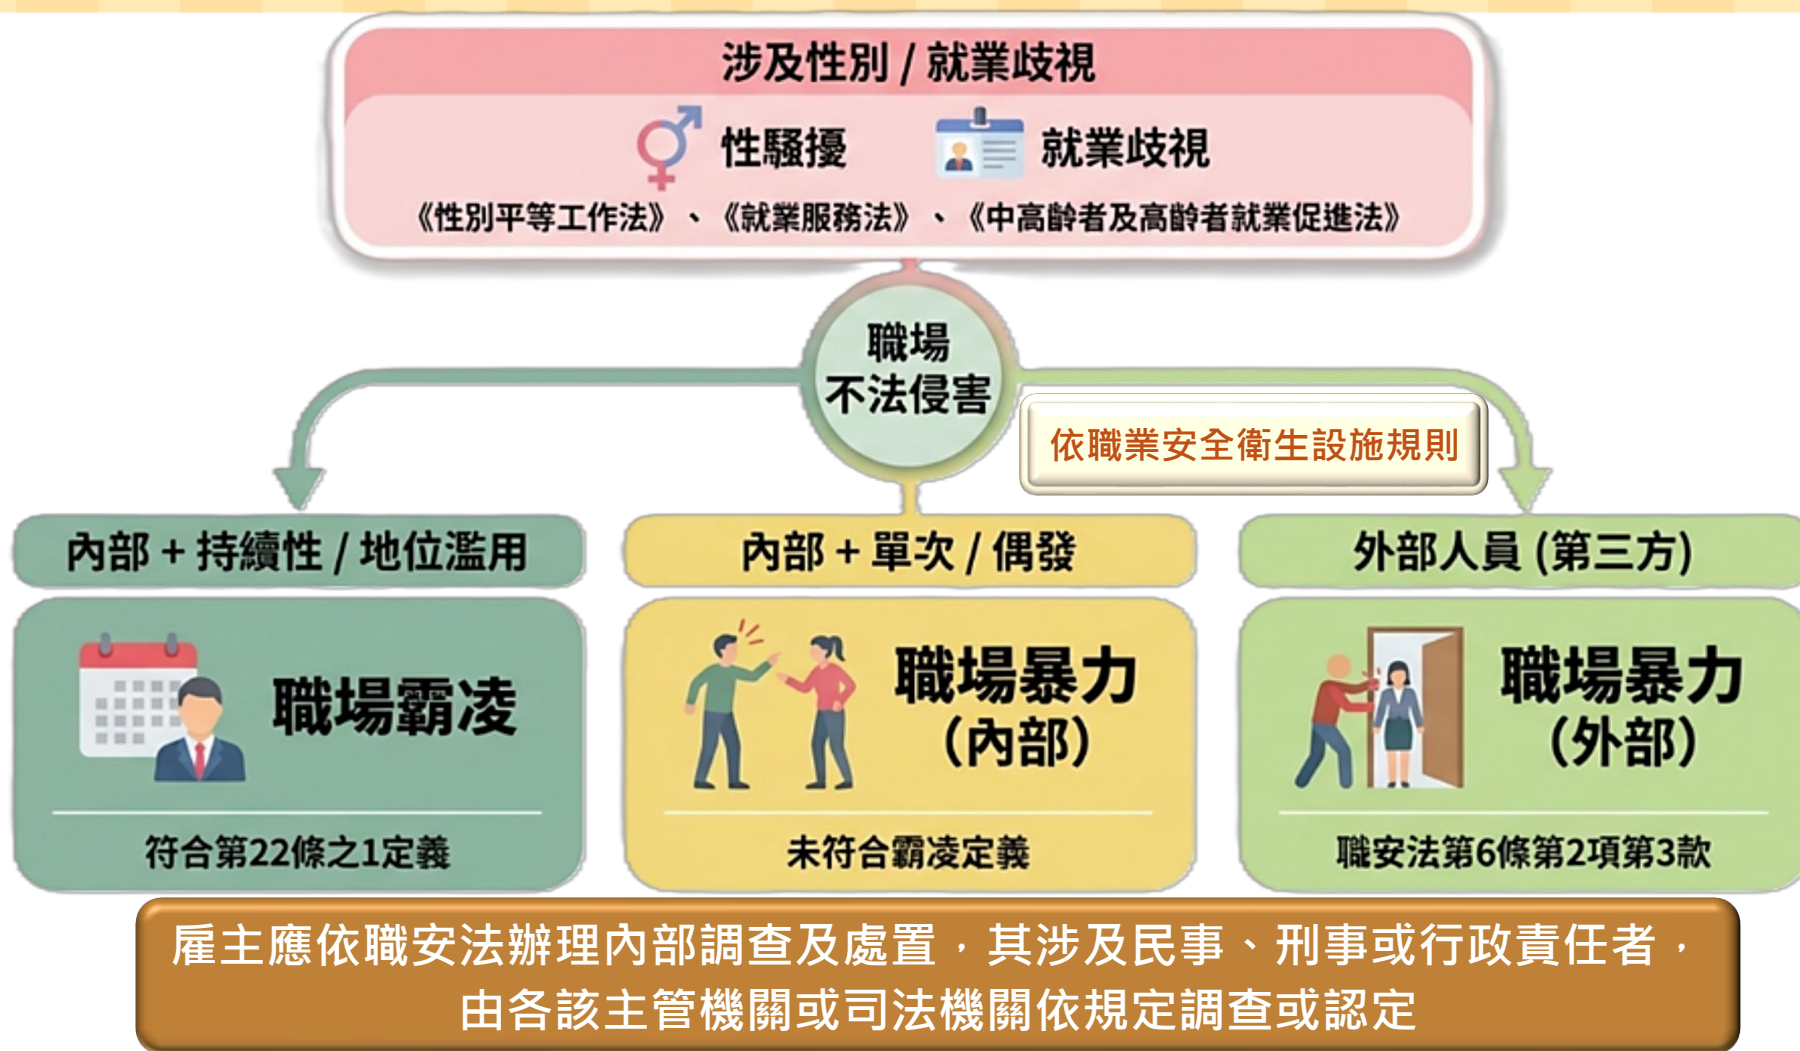 涉及性別 / 就業歧視
性騷擾
就業歧視
《性別平等工作法》、《就業服務法》、《中高齡者及高齡者就業促進法》
職場
不法侵害
依職業安全衛生設施規則
內部 + 持續性 / 地位濫用
職場霸凌
符合第22條之1定義
內部 + 單次 / 偶發
職場暴力
（內部）
未符合霸凌定義
外部人員 (第三方)
職場暴力
（外部）
職安法第6條第2項第3款
雇主應依職安法辦理內部調查及處置，其涉及民事、刑事或行政責任者，
由各該主管機關或司法機關依規定調查或認定